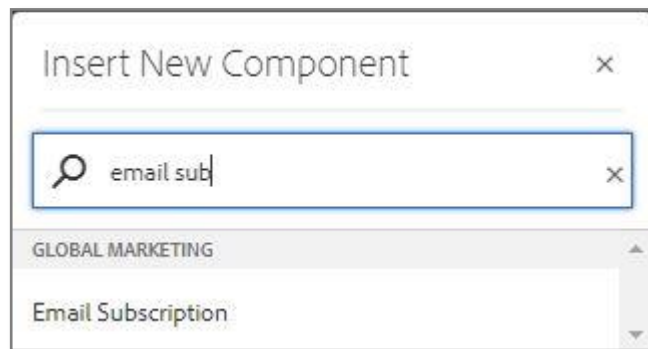 Insert New Component
email sub
GLOBAL MARKETING
Email Subscription